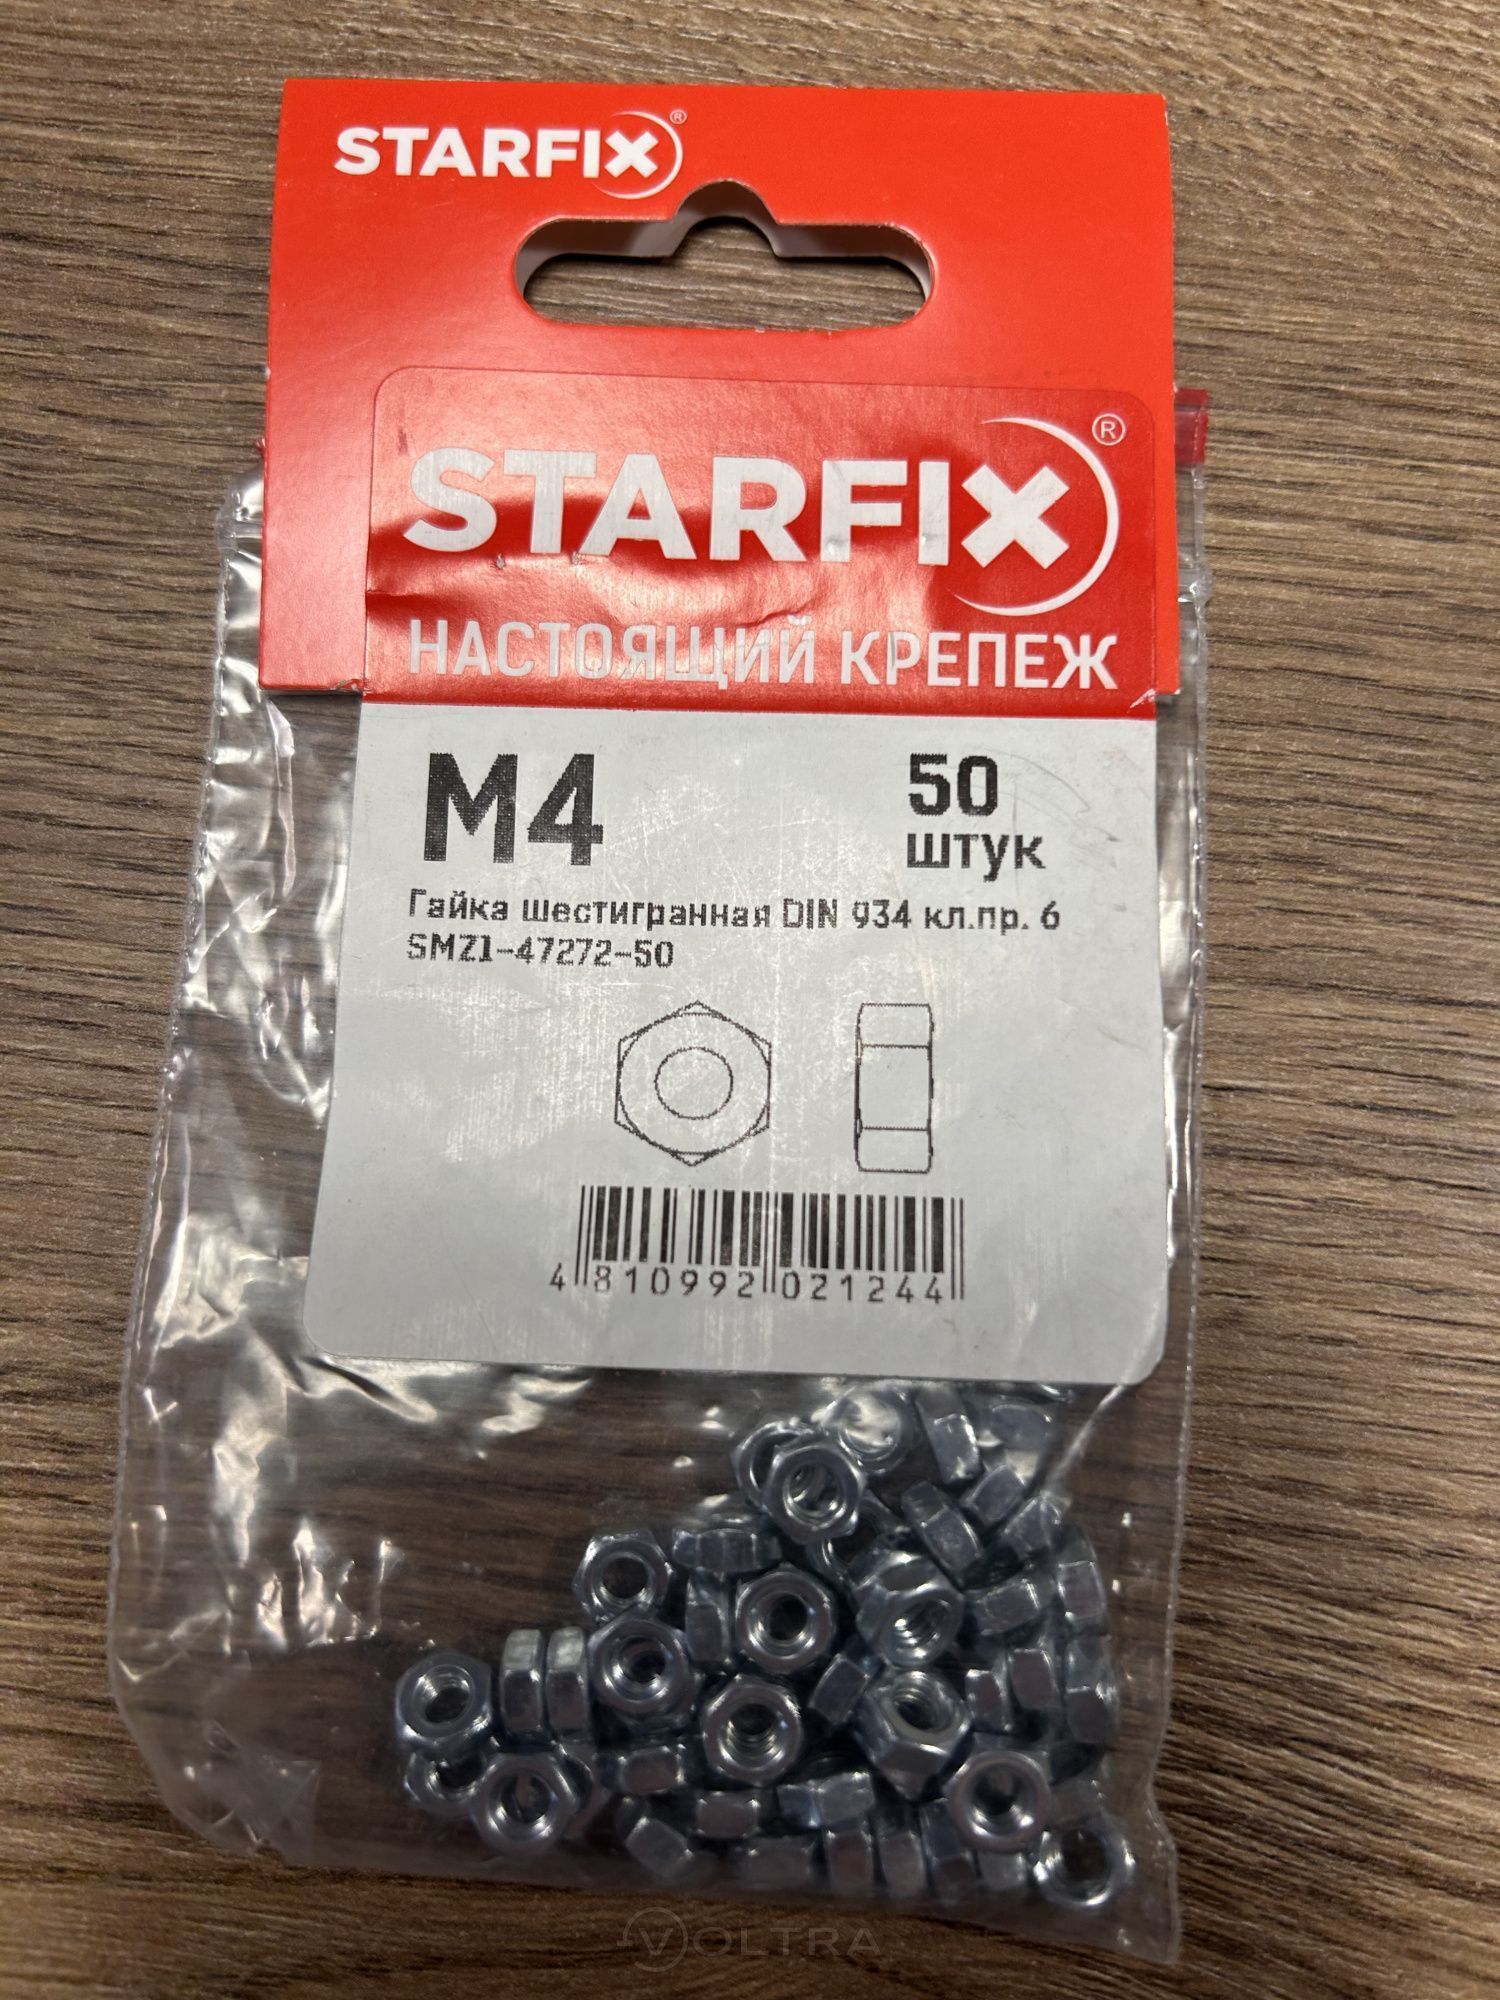 STARFIX®
STARFIX®
НАСТОЯЩИЙ КРЕПЕЖ
М4
50
штук
Гайка шестигранная DIN 934 кл.пр. 6
SMZ1-47272-50
4 810992 021244
VOLTRA